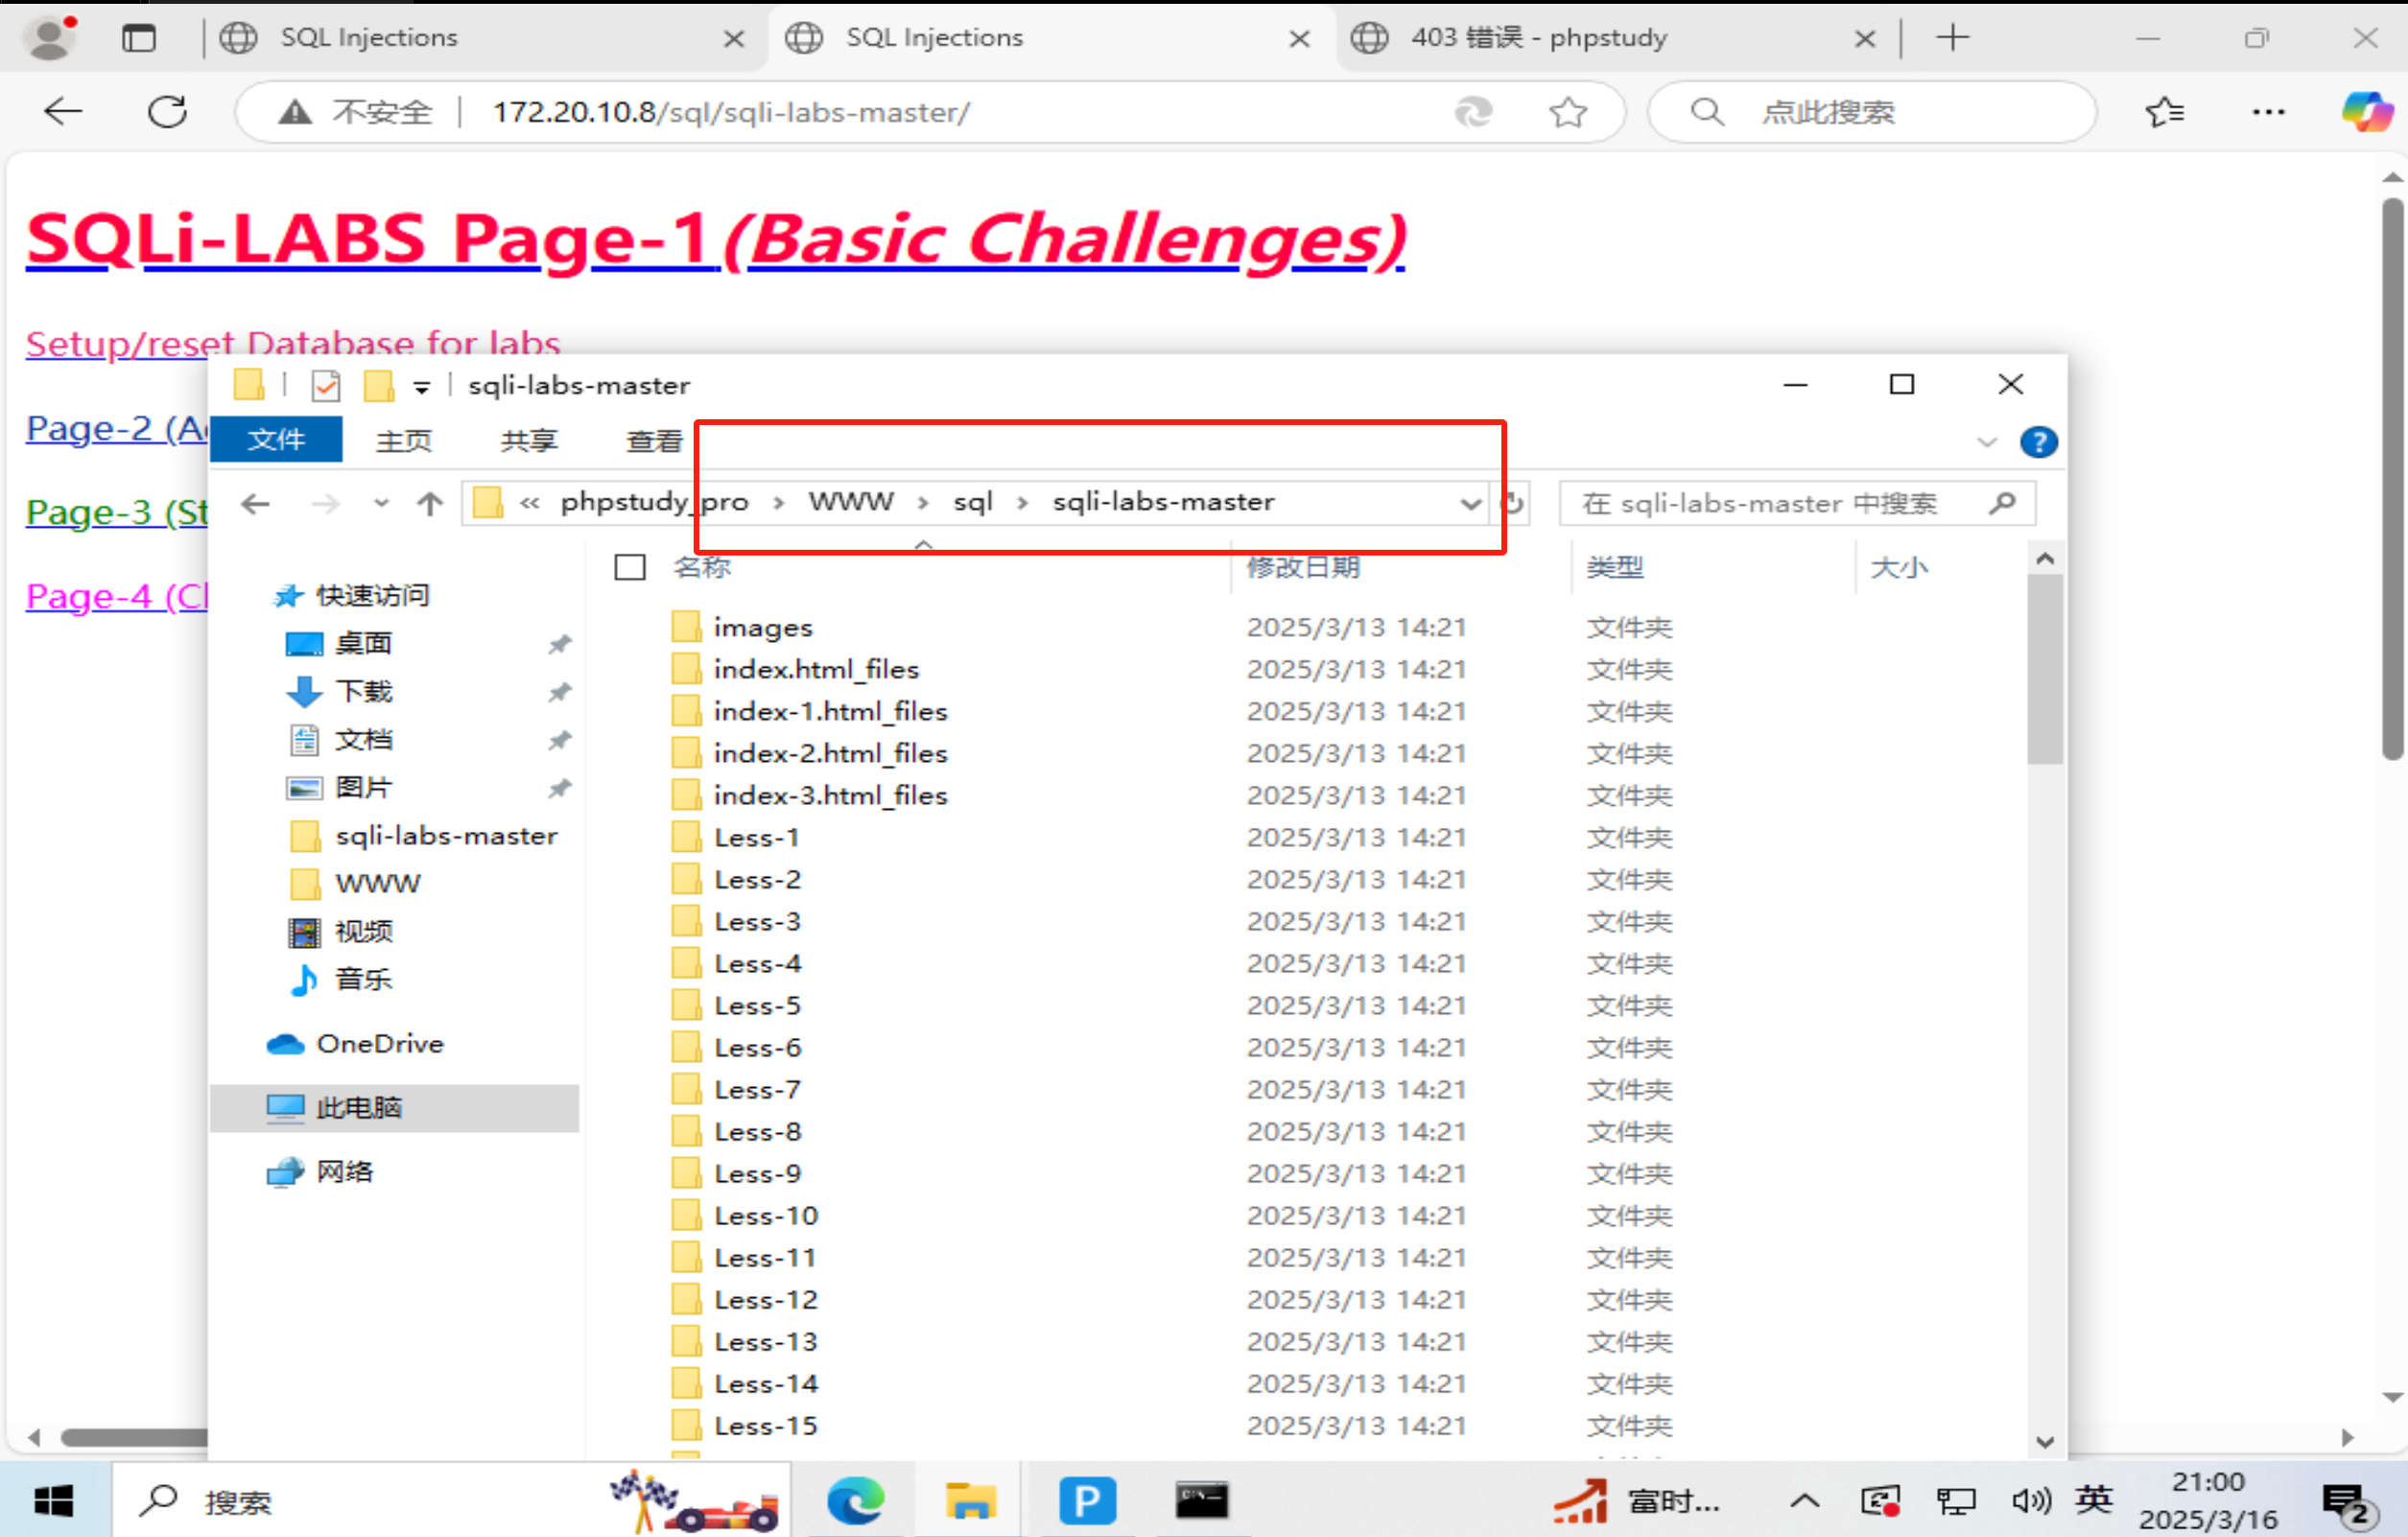 SQL Injections
SQL Injections
403 错误 - phpstudy
不安全 172.20.10.8/sql/sqli-labs-master/
点此搜索
SQLi-LABS Page-1(Basic Challenges)
Setup/reset Database for labs
Page-2 (A
Page-3 (St
Page-4 (C
sqli-labs-master
文件 主页 共享 查看
« phpstudy_pro › WWW › sql › sqli-labs-master
在 sqli-labs-master 中搜索
快速访问
桌面
下载
文档
图片
sqli-labs-master
WWW
视频
音乐
OneDrive
此电脑
网络
名称 修改日期 类型 大小
images 2025/3/13 14:21 文件夹
index.html_files 2025/3/13 14:21 文件夹
index-1.html_files 2025/3/13 14:21 文件夹
index-2.html_files 2025/3/13 14:21 文件夹
index-3.html_files 2025/3/13 14:21 文件夹
Less-1 2025/3/13 14:21 文件夹
Less-2 2025/3/13 14:21 文件夹
Less-3 2025/3/13 14:21 文件夹
Less-4 2025/3/13 14:21 文件夹
Less-5 2025/3/13 14:21 文件夹
Less-6 2025/3/13 14:21 文件夹
Less-7 2025/3/13 14:21 文件夹
Less-8 2025/3/13 14:21 文件夹
Less-9 2025/3/13 14:21 文件夹
Less-10 2025/3/13 14:21 文件夹
Less-11 2025/3/13 14:21 文件夹
Less-12 2025/3/13 14:21 文件夹
Less-13 2025/3/13 14:21 文件夹
Less-14 2025/3/13 14:21 文件夹
Less-15 2025/3/13 14:21 文件夹
搜索
富时...
英
21:00
2025/3/16
2